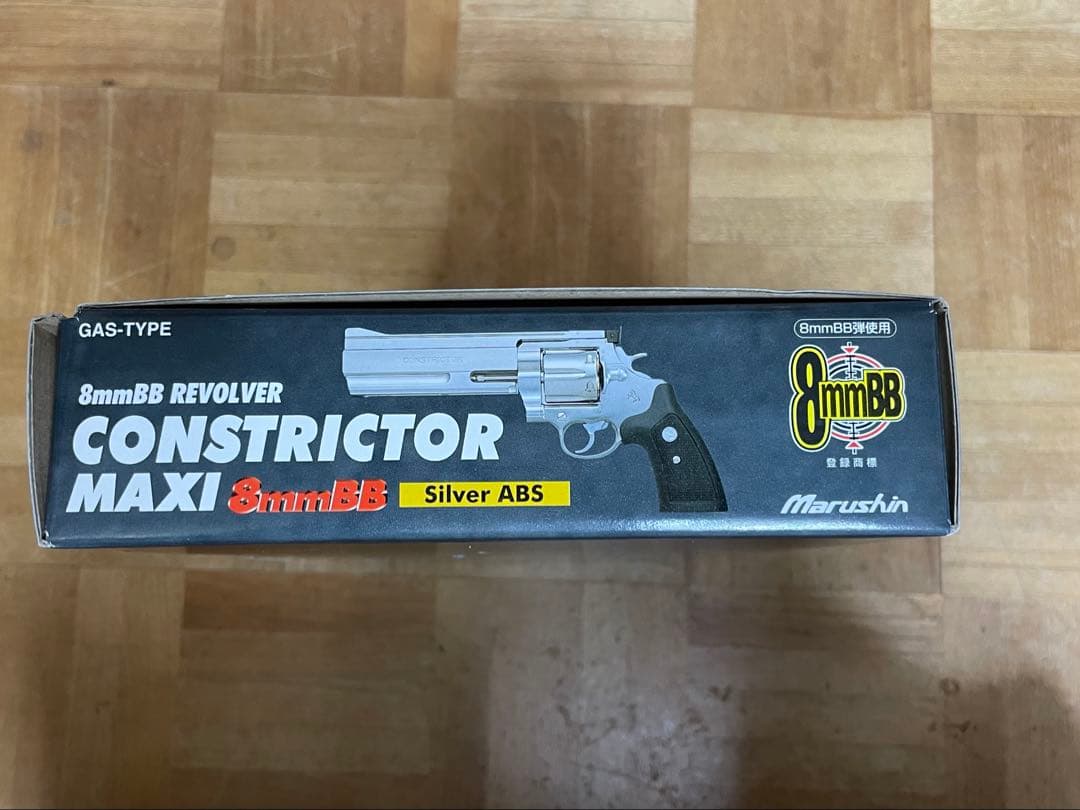 GAS-TYPE
8mmBB REVOLVER
CONSTRICTOR
MAXI 8mmBB Silver ABS
CONSTRICTOR
8mmBB弾使用
8mmBB
登録商標
Marushin